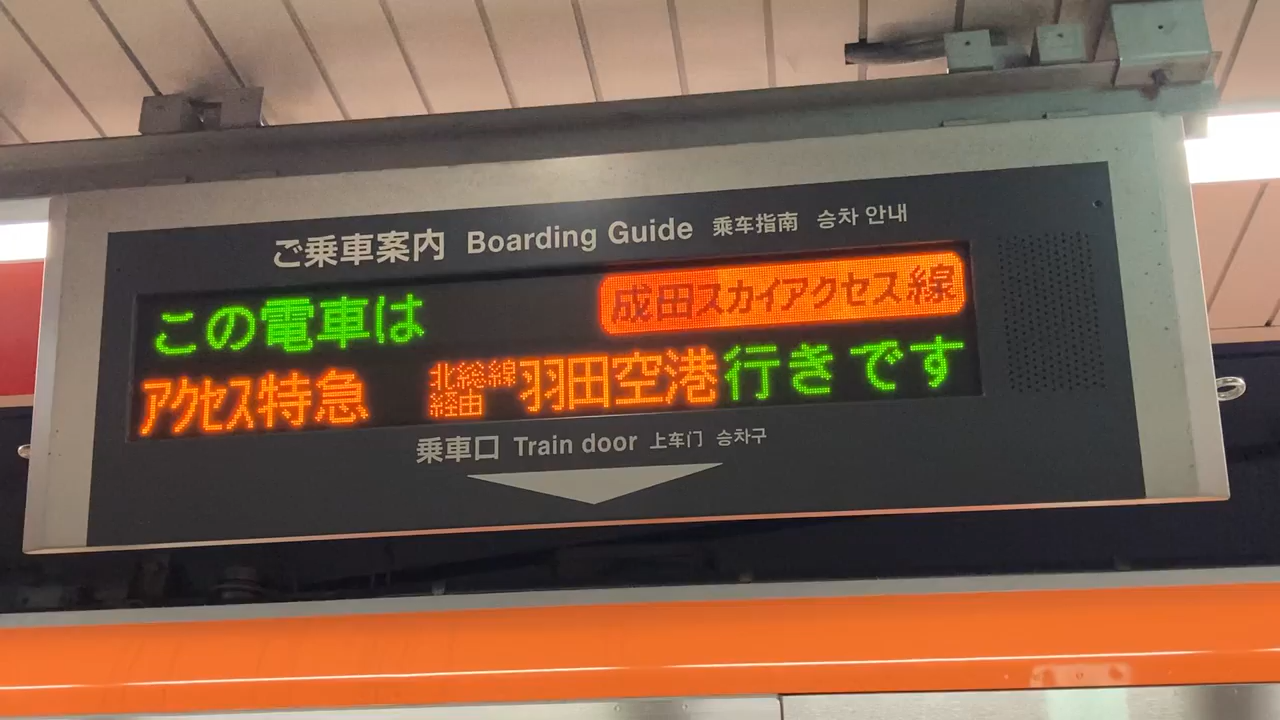 ご乗車案内 Boarding Guide 乘车指南 승차 안내
この電車は 成田スカイアクセス線
アクセス特急 北総線経由 羽田空港行きです
乗車口 Train door 上车门 승차구